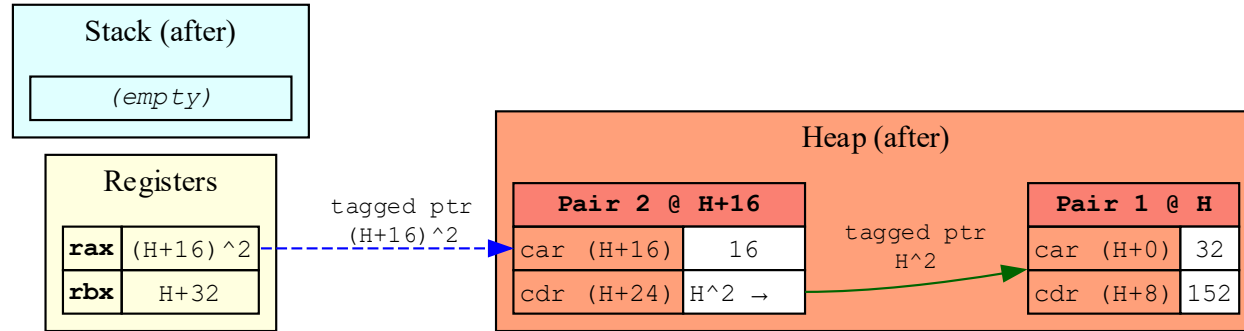 Stack (after)
(empty)
Registers
rax (H+16)^2
rbx H+32
tagged ptr
(H+16)^2
Heap (after)
Pair 2 @ H+16
car (H+16) 16
cdr (H+24) H^2 →
tagged ptr
H^2
Pair 1 @ H
car (H+0) 32
cdr (H+8) 152